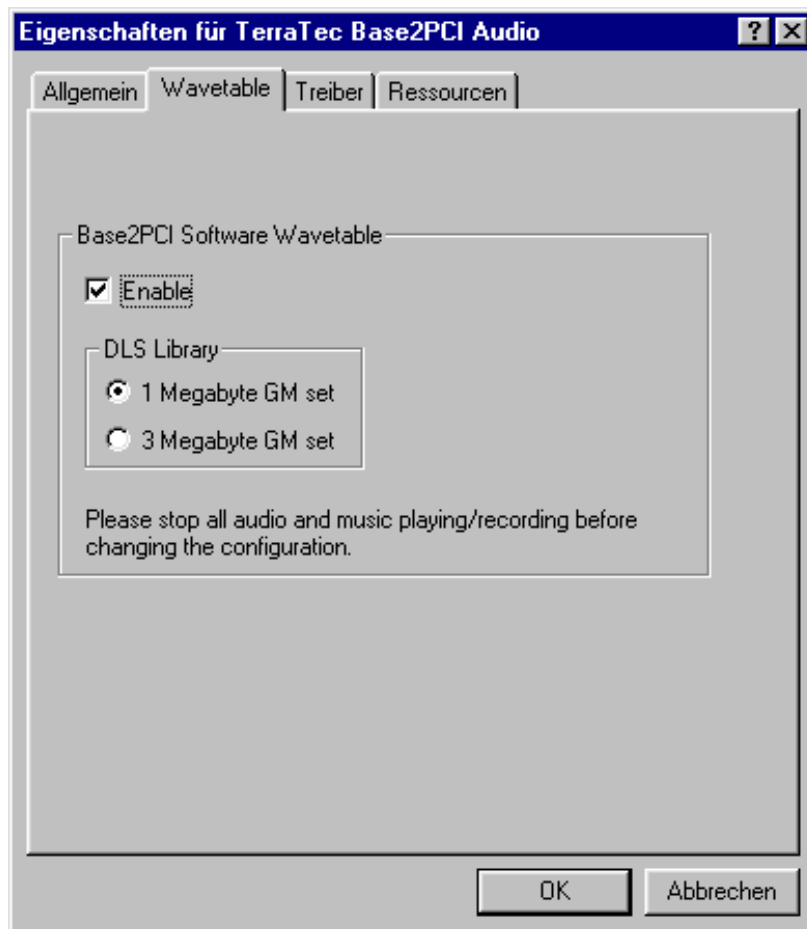 Eigenschaften für TerraTec Base2PCI Audio
Allgemein Wavetable Treiber Ressourcen
Base2PCI Software Wavetable
Enable
DLS Library
1 Megabyte GM set
3 Megabyte GM set
Please stop all audio and music playing/recording before
changing the configuration.
OK Abbrechen